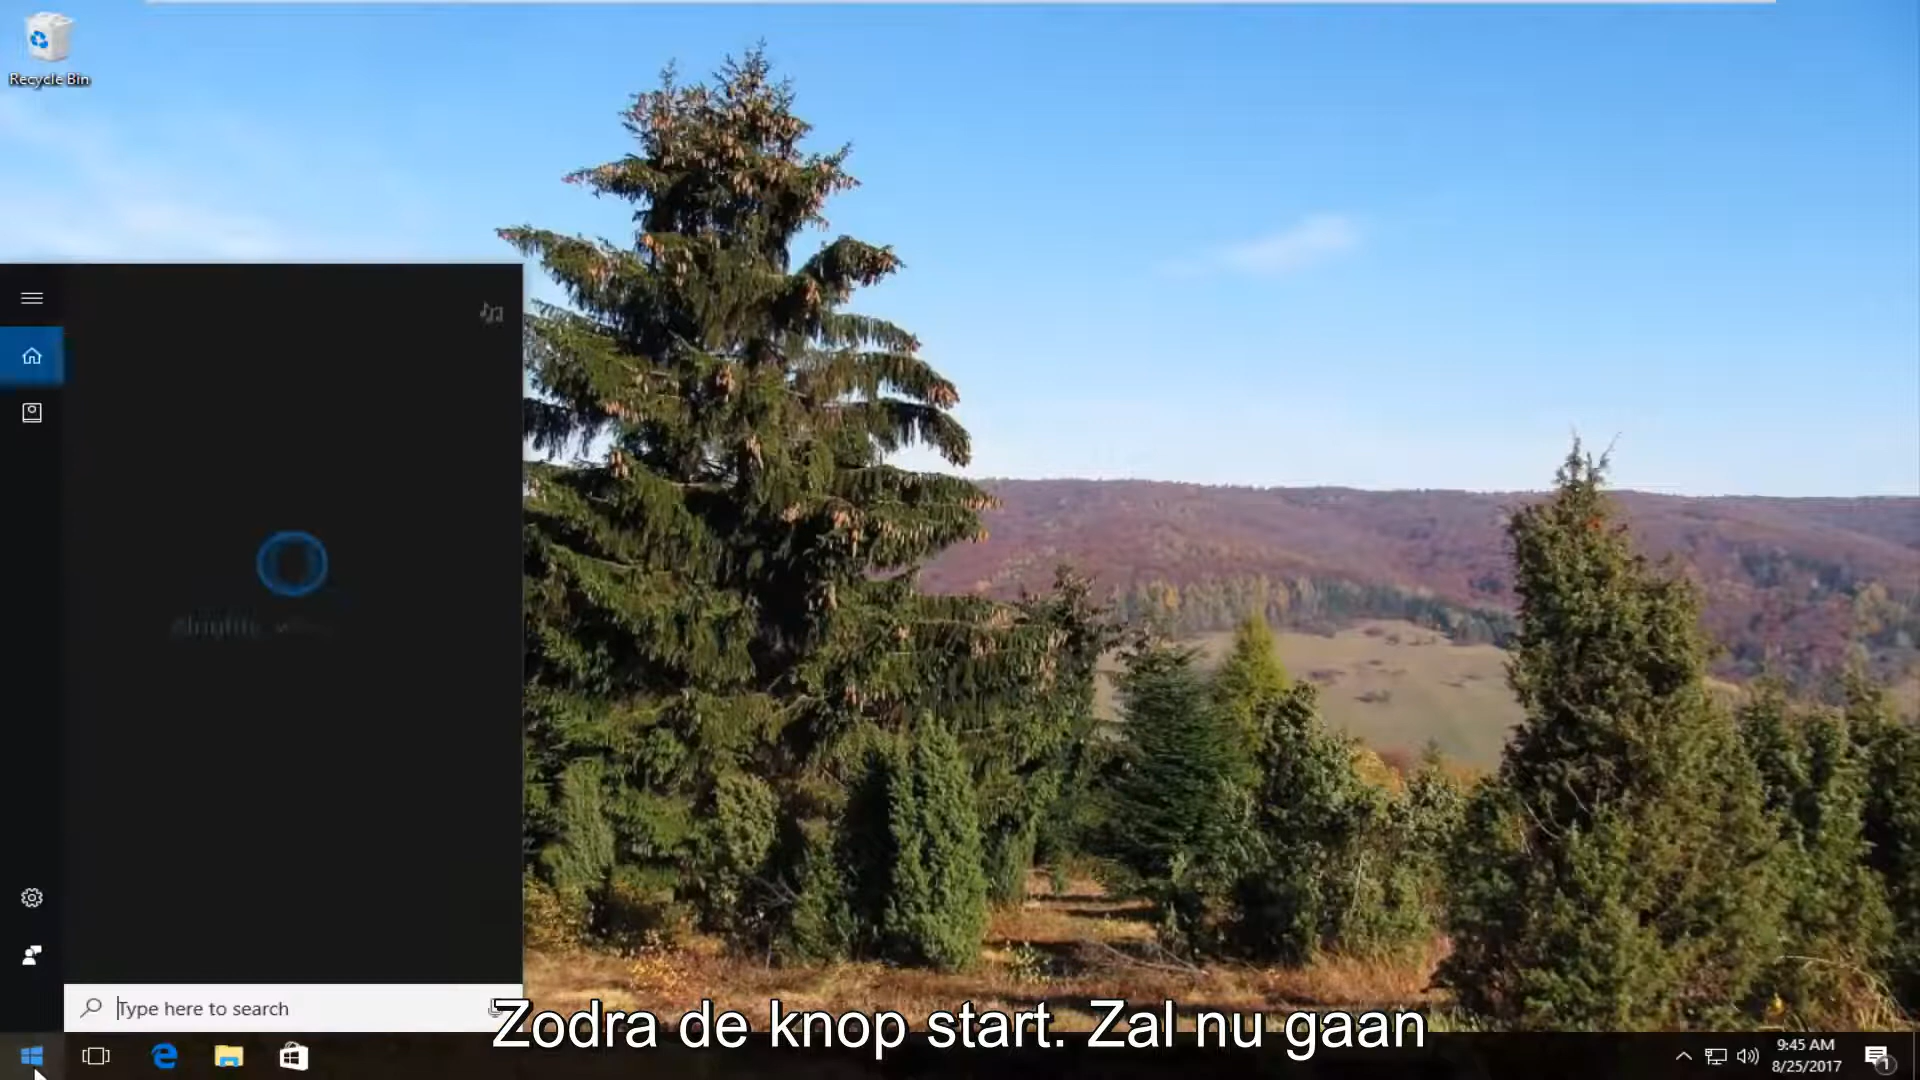 Recycle Bin
Type here to search
Zodra de knop start. Zal nu gaan
9:45 AM
8/25/2017
1